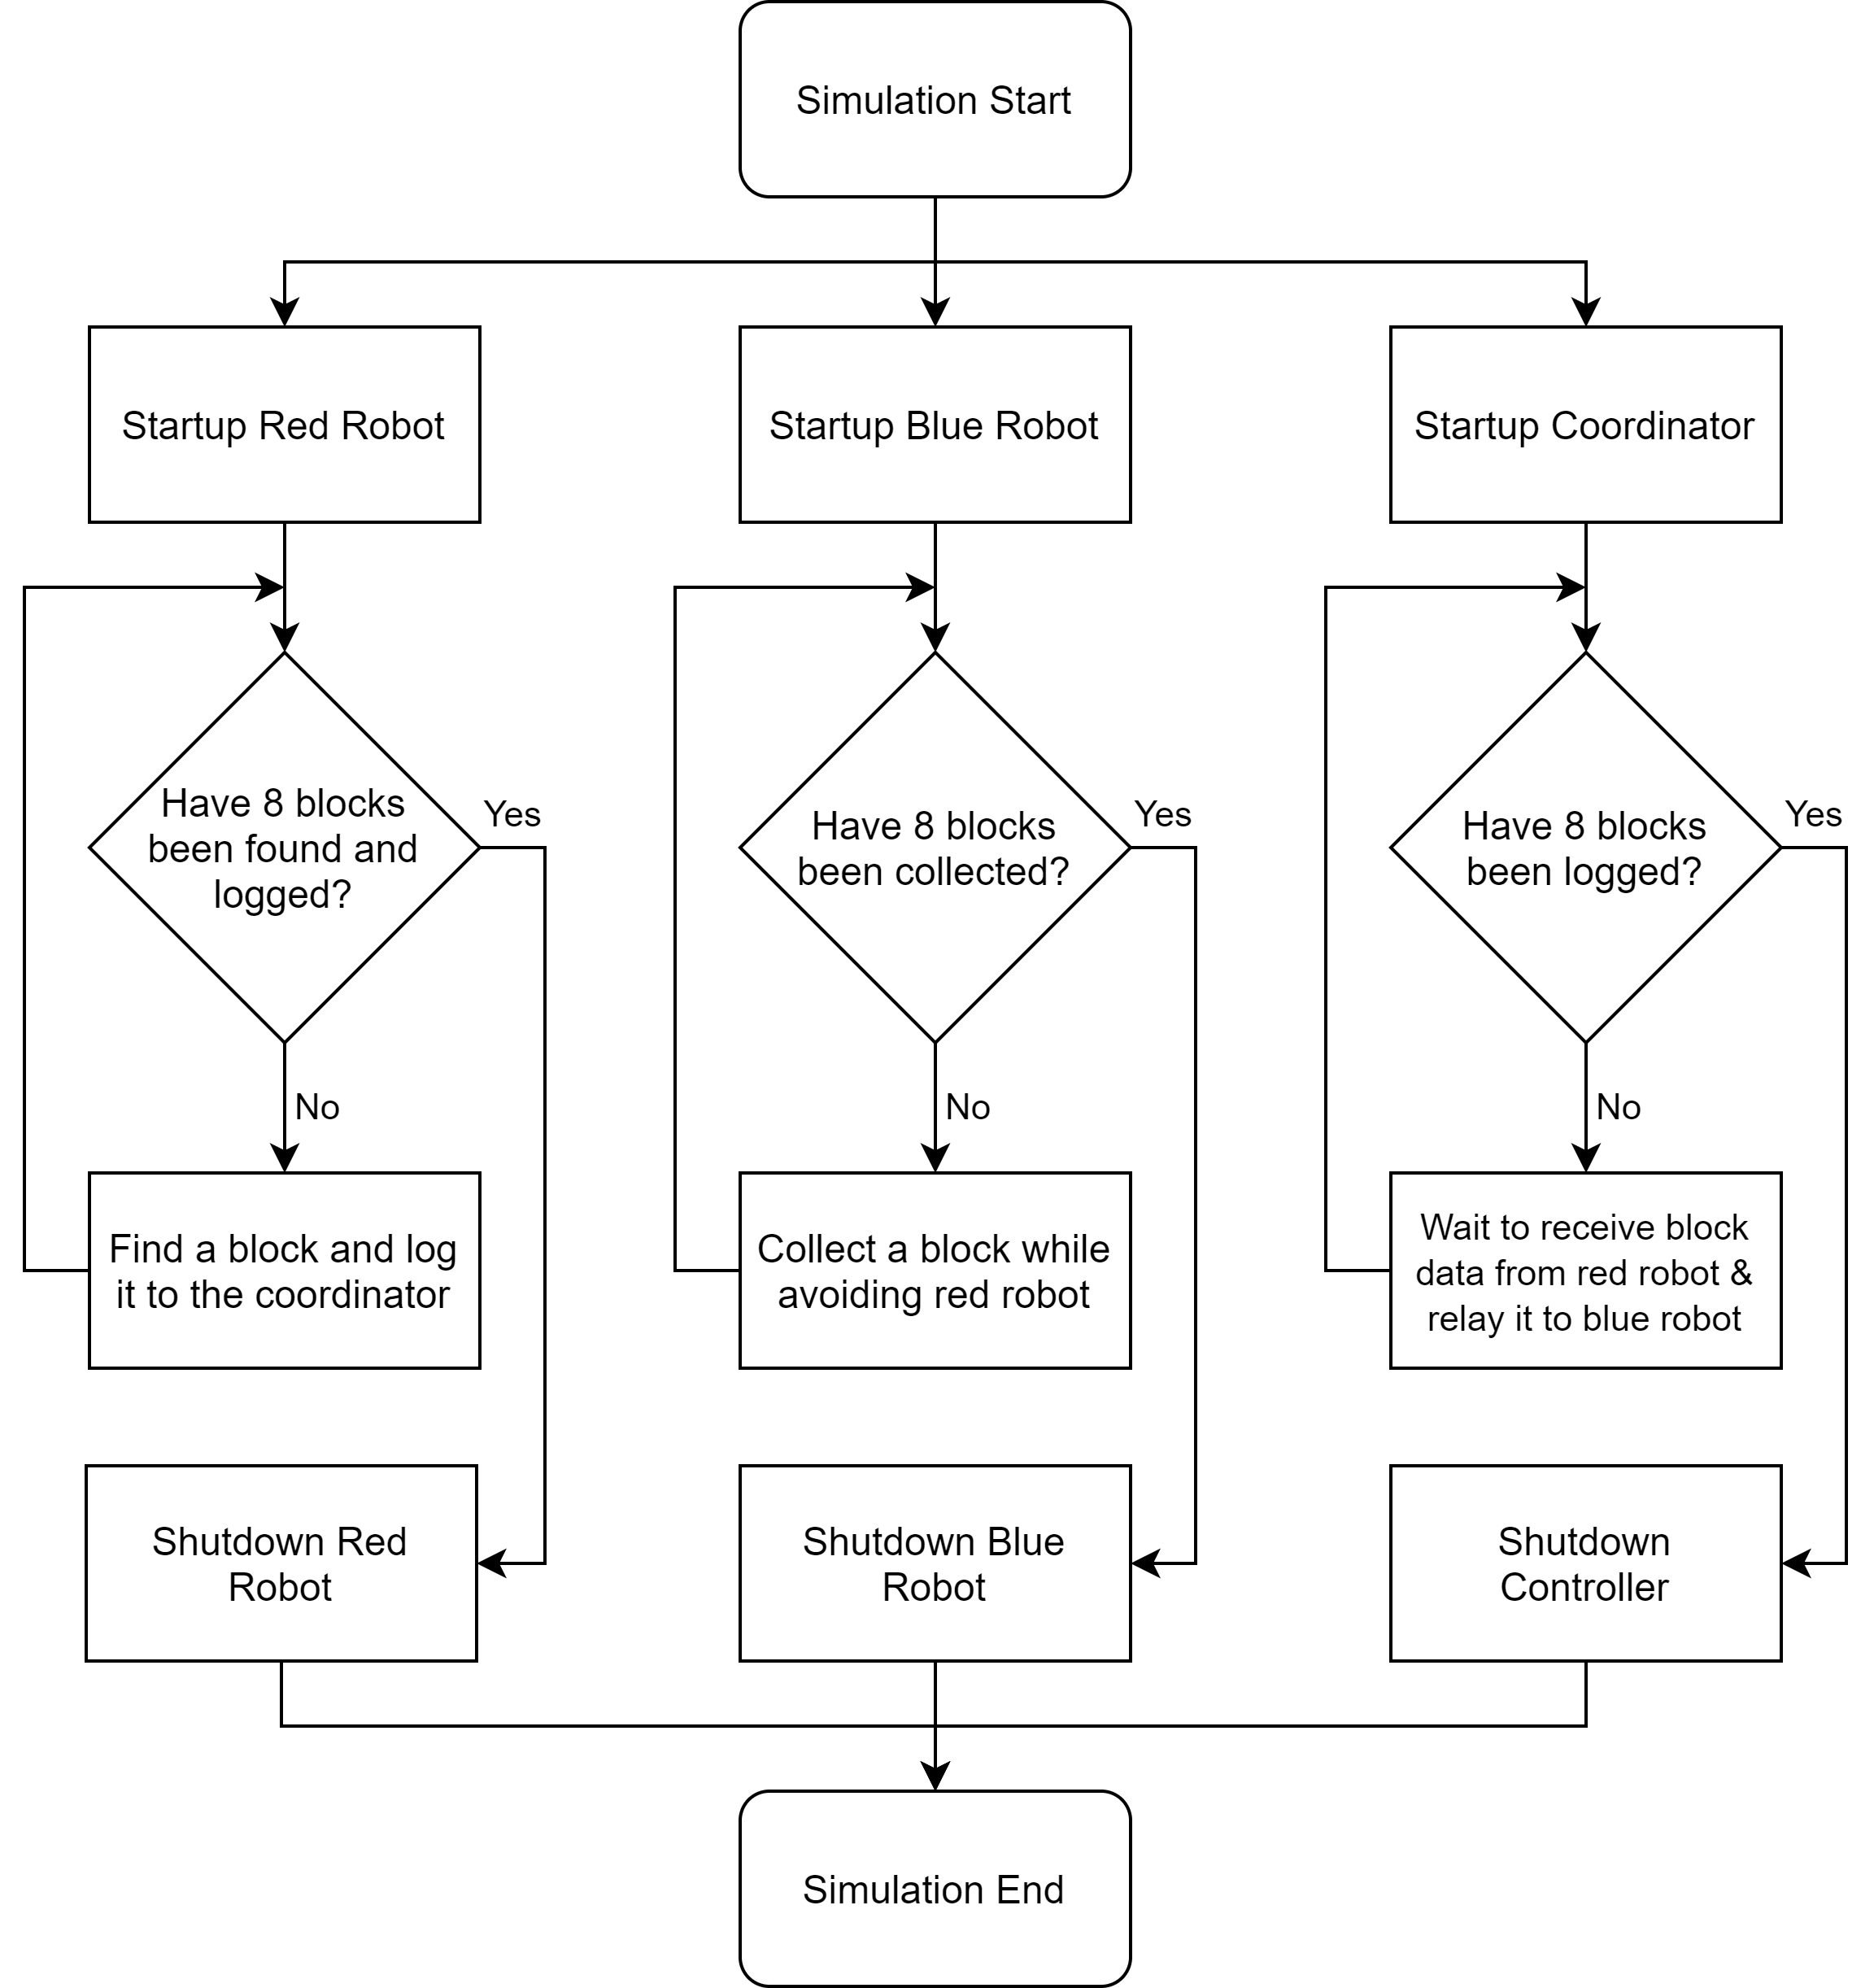 Simulation Start
Startup Red Robot
Startup Blue Robot
Startup Coordinator
Have 8 blocks
been found and
logged?
Yes
No
Have 8 blocks
been collected?
Yes
No
Have 8 blocks
been logged?
Yes
No
Find a block and log
it to the coordinator
Collect a block while
avoiding red robot
Wait to receive block
data from red robot &
relay it to blue robot
Shutdown Red
Robot
Shutdown Blue
Robot
Shutdown
Controller
Simulation End